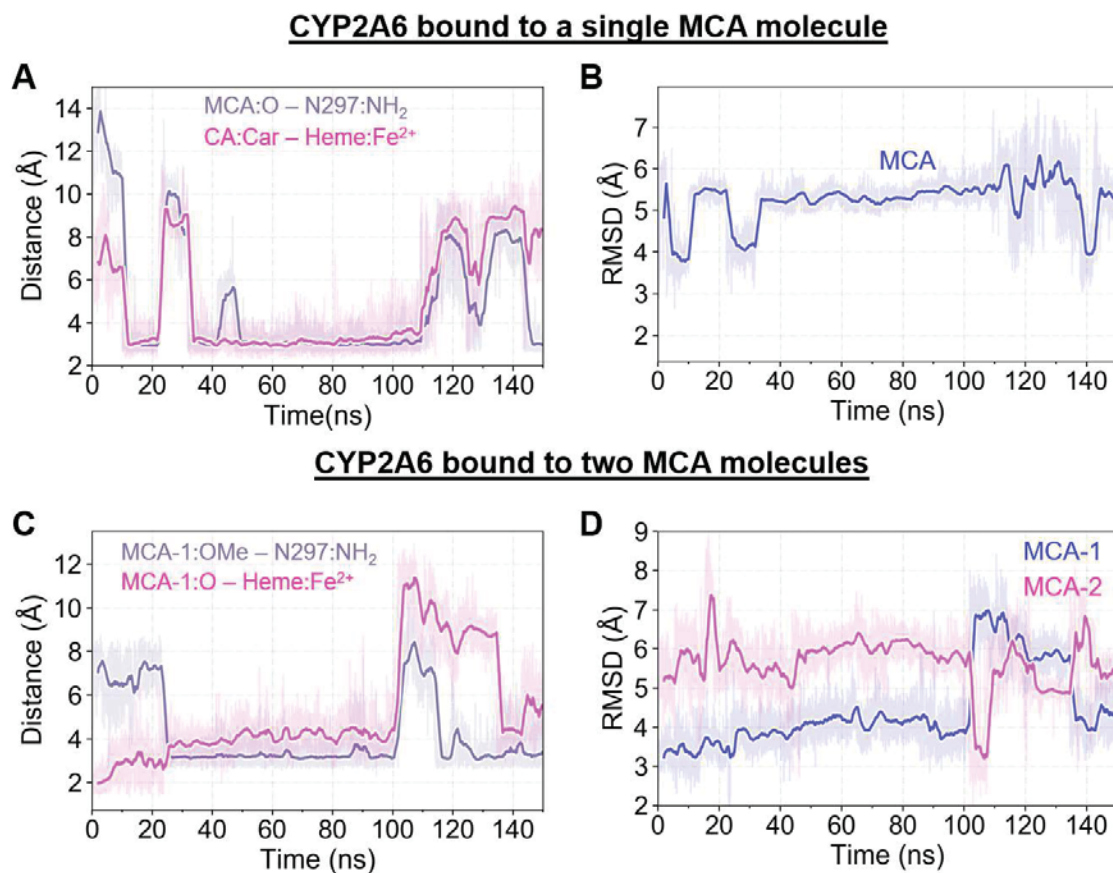 CYP2A6 bound to a single MCA molecule
A
MCA:O – N297:NH₂
CA:Car – Heme:Fe²⁺
Distance (Å)
14
12
10
8
6
4
2
0 20 40 60 80 100 120 140
Time(ns)
B
MCA
RMSD (Å)
7
6
5
4
3
2
0 20 40 60 80 100 120 140
Time (ns)
CYP2A6 bound to two MCA molecules
C
MCA-1:OMe – N297:NH₂
MCA-1:O – Heme:Fe²⁺
Distance (Å)
12
10
8
6
4
2
0 20 40 60 80 100 120 140
Time (ns)
D
MCA-1
MCA-2
RMSD (Å)
9
8
7
6
5
4
3
2
0 20 40 60 80 100 120 140
Time (ns)